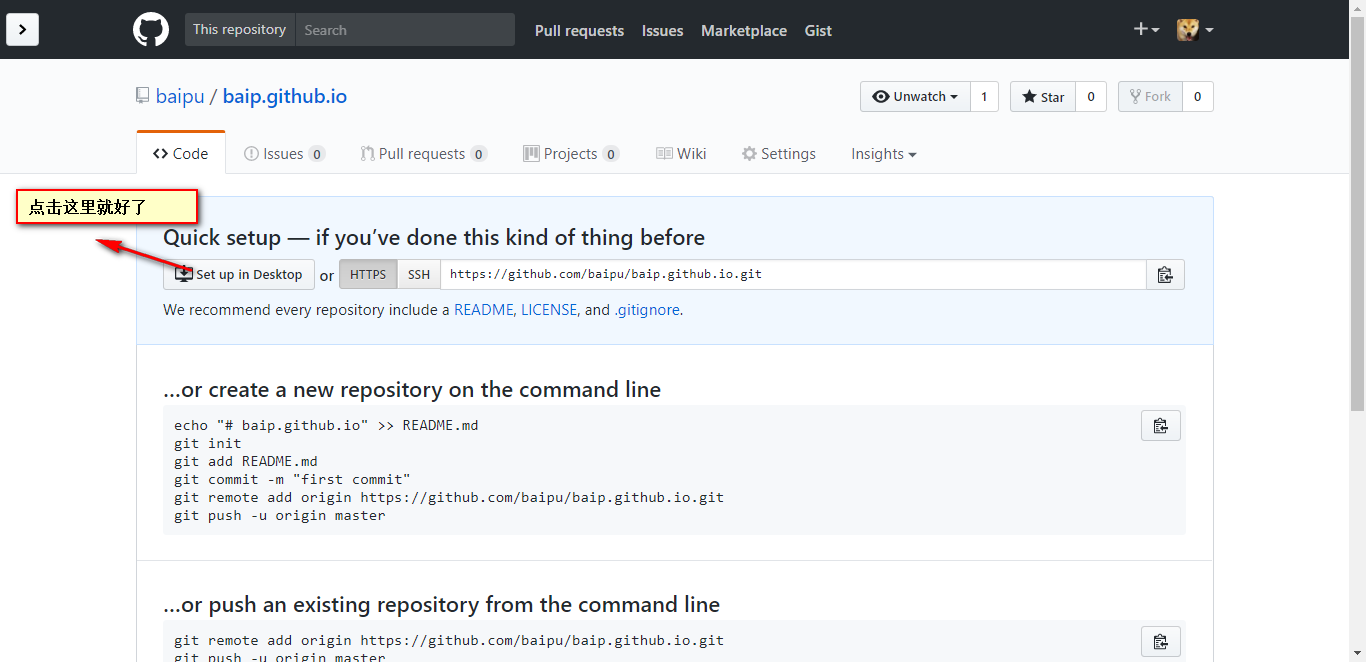 This repository Search Pull requests Issues Marketplace Gist
baipu / baip.github.io Unwatch 1 Star 0 Fork 0
Code Issues 0 Pull requests 0 Projects 0 Wiki Settings Insights
点击这里就好了
Quick setup — if you’ve done this kind of thing before
Set up in Desktop or HTTPS SSH https://github.com/baipu/baip.github.io.git
We recommend every repository include a README, LICENSE, and .gitignore.
…or create a new repository on the command line
echo "# baip.github.io" >> README.md
git init
git add README.md
git commit -m "first commit"
git remote add origin https://github.com/baipu/baip.github.io.git
git push -u origin master
…or push an existing repository from the command line
git remote add origin https://github.com/baipu/baip.github.io.git
git push -u origin master